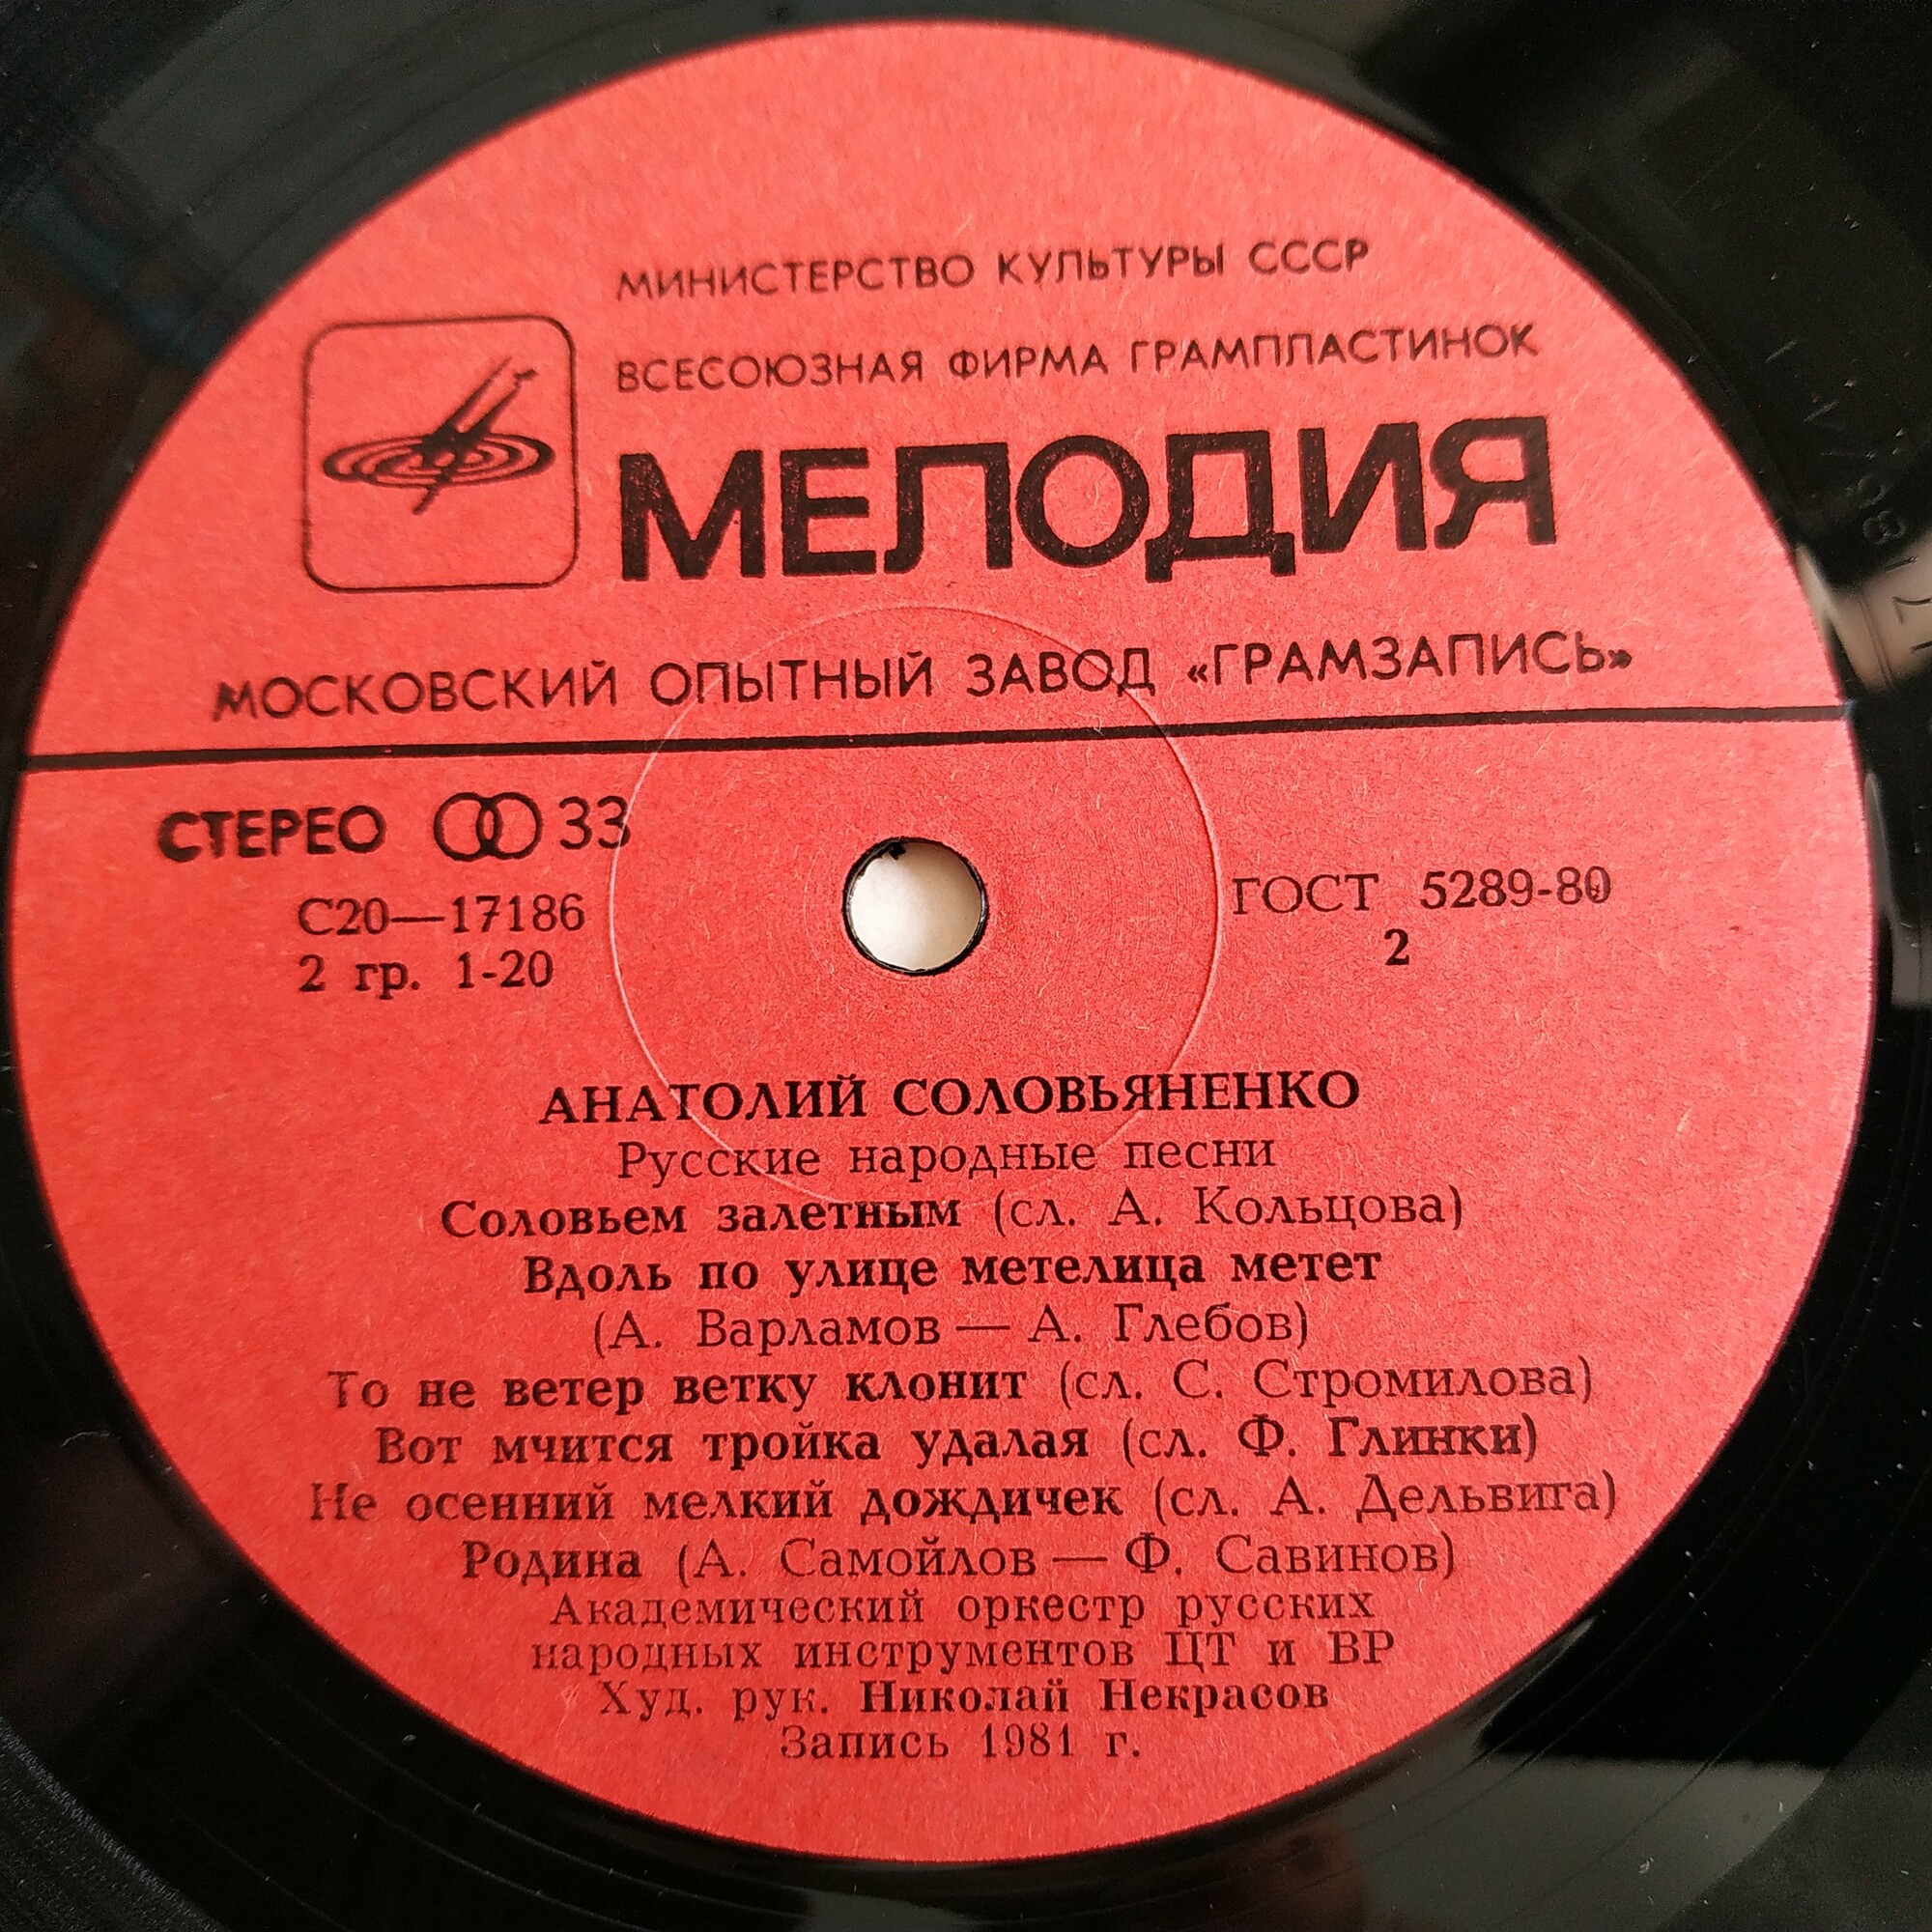 МИНИСТЕРСТВО КУЛЬТУРЫ СССР
ВСЕСОЮЗНАЯ ФИРМА ГРАМПЛАСТИНОК
МЕЛОДИЯ
МОСКОВСКИЙ ОПЫТНЫЙ ЗАВОД «ГРАМЗАПИСЬ»
СТЕРЕО 33
С20—17186
2 гр. 1-20
ГОСТ 5289-80
2
АНАТОЛИЙ СОЛОВЬЯНЕНКО
Русские народные песни
Соловьем залетным (сл. А. Кольцова)
Вдоль по улице метелица метет
(А. Варламов — А. Глебов)
То не ветер ветку клонит (сл. С. Стромилова)
Вот мчится тройка удалая (сл. Ф. Глинки)
Не осенний мелкий дождичек (сл. А. Дельвига)
Родина (А. Самойлов — Ф. Савинов)
Академический оркестр русских
народных инструментов ЦТ и ВР
Худ. рук. Николай Некрасов
Запись 1981 г.